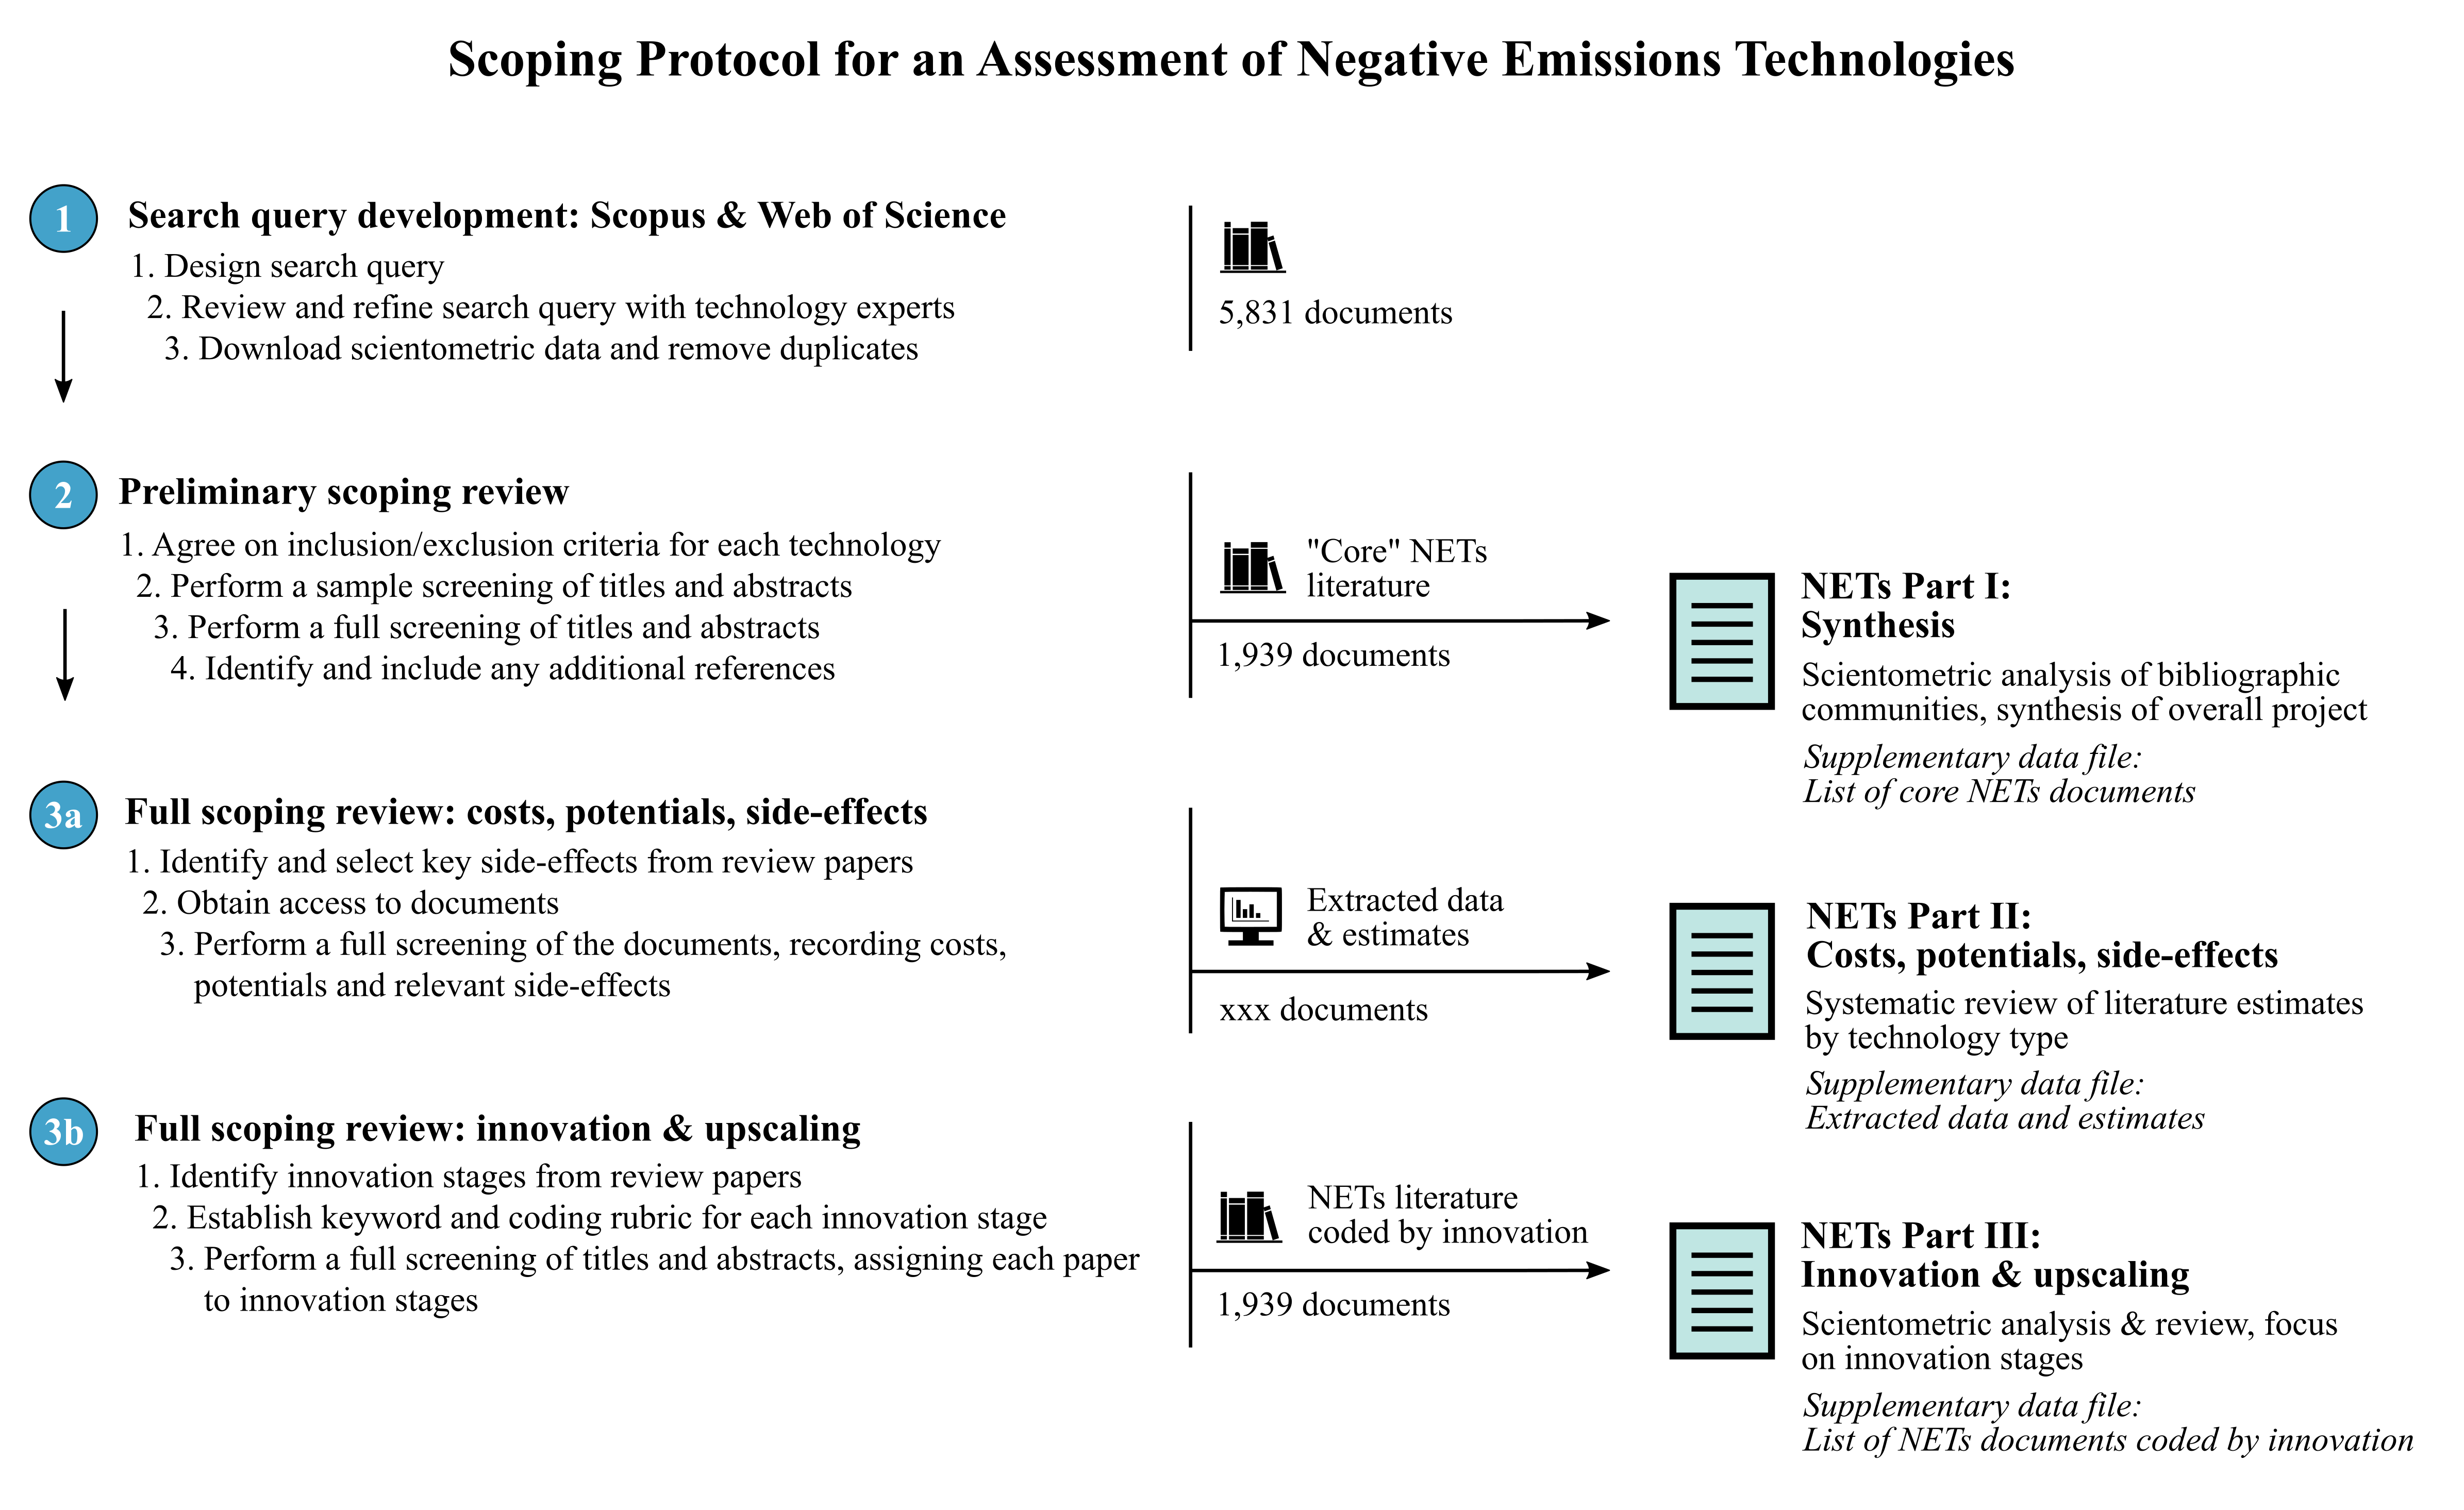 Scoping Protocol for an Assessment of Negative Emissions Technologies
1
Search query development: Scopus & Web of Science
1. Design search query
2. Review and refine search query with technology experts
3. Download scientometric data and remove duplicates
5,831 documents
2
Preliminary scoping review
1. Agree on inclusion/exclusion criteria for each technology
2. Perform a sample screening of titles and abstracts
3. Perform a full screening of titles and abstracts
4. Identify and include any additional references
"Core" NETs
literature
1,939 documents
NETs Part I:
Synthesis
Scientometric analysis of bibliographic
communities, synthesis of overall project
Supplementary data file:
List of core NETs documents
3a
Full scoping review: costs, potentials, side-effects
1. Identify and select key side-effects from review papers
2. Obtain access to documents
3. Perform a full screening of the documents, recording costs,
potentials and relevant side-effects
Extracted data
& estimates
xxx documents
NETs Part II:
Costs, potentials, side-effects
Systematic review of literature estimates
by technology type
Supplementary data file:
Extracted data and estimates
3b
Full scoping review: innovation & upscaling
1. Identify innovation stages from review papers
2. Establish keyword and coding rubric for each innovation stage
3. Perform a full screening of titles and abstracts, assigning each paper
to innovation stages
NETs literature
coded by innovation
1,939 documents
NETs Part III:
Innovation & upscaling
Scientometric analysis & review, focus
on innovation stages
Supplementary data file:
List of NETs documents coded by innovation